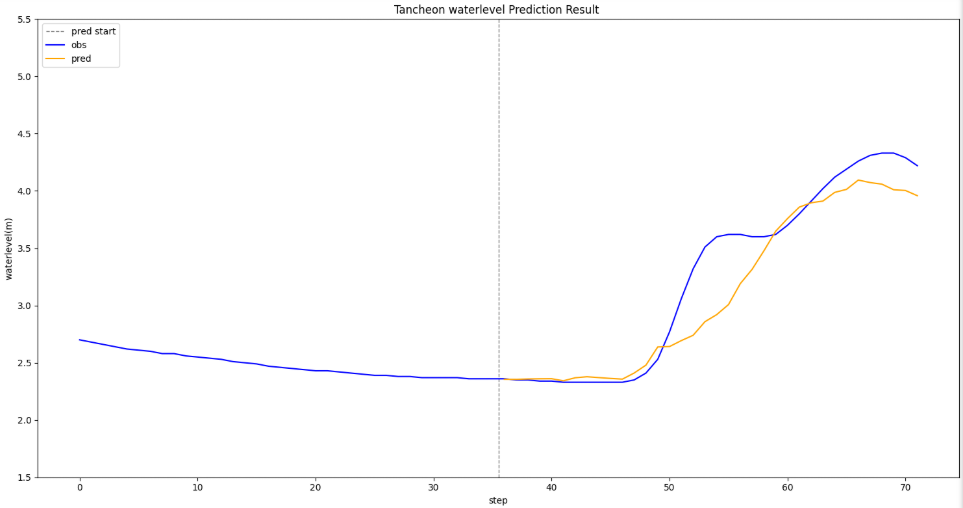 Tancheon waterlevel Prediction Result
pred start
obs
pred
waterlevel(m)
5.5
5.0
4.5
4.0
3.5
3.0
2.5
2.0
1.5
0 10 20 30 40 50 60 70
step